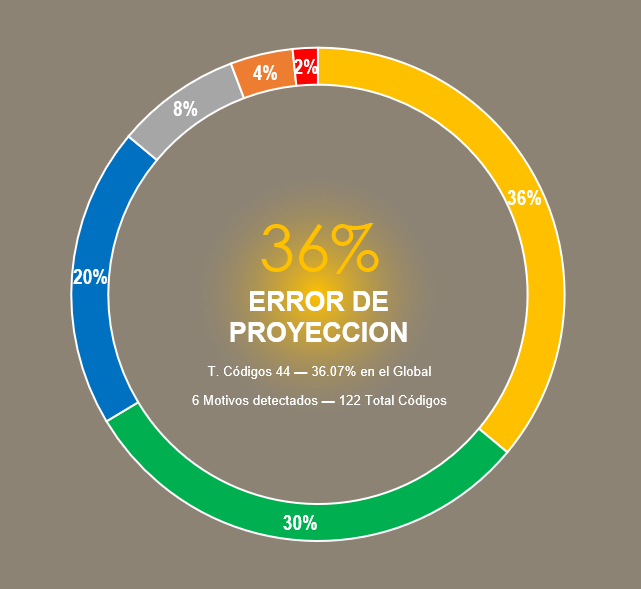 2%
4%
8%
36%
20%
36%
ERROR DE
PROYECCION
T. Códigos 44 — 36.07% en el Global
6 Motivos detectados — 122 Total Códigos
30%